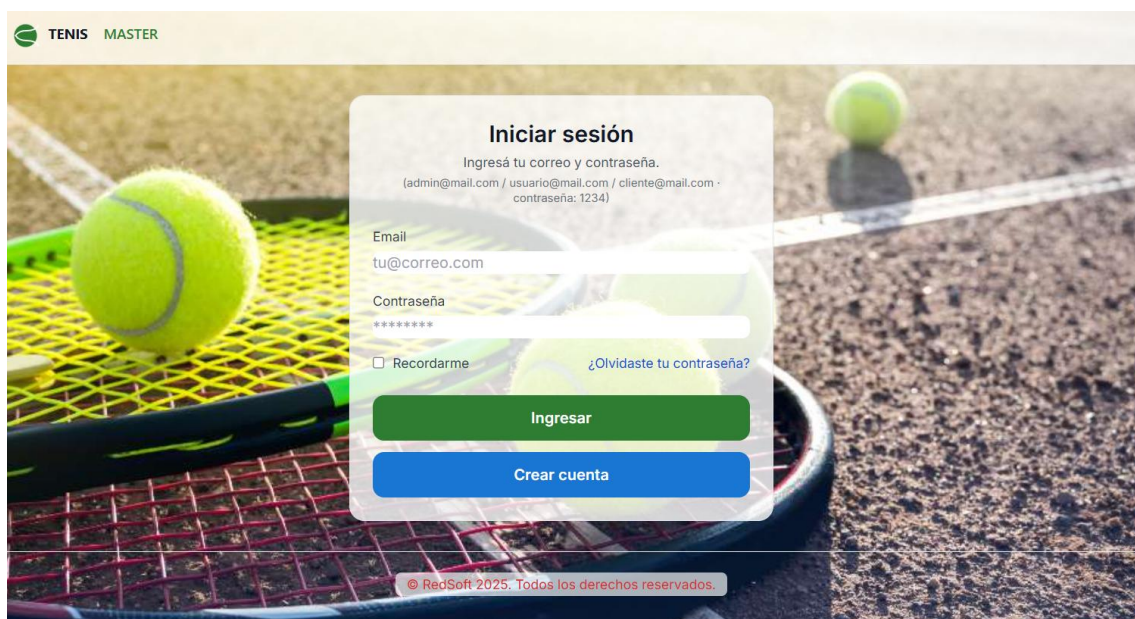 TENIS MASTER
Iniciar sesión
Ingresá tu correo y contraseña.
(admin@mail.com / usuario@mail.com / cliente@mail.com ·
contraseña: 1234)
Email
tu@correo.com
Contraseña
********
Recordarme ¿Olvidaste tu contraseña?
Ingresar
Crear cuenta
© RedSoft 2025. Todos los derechos reservados.